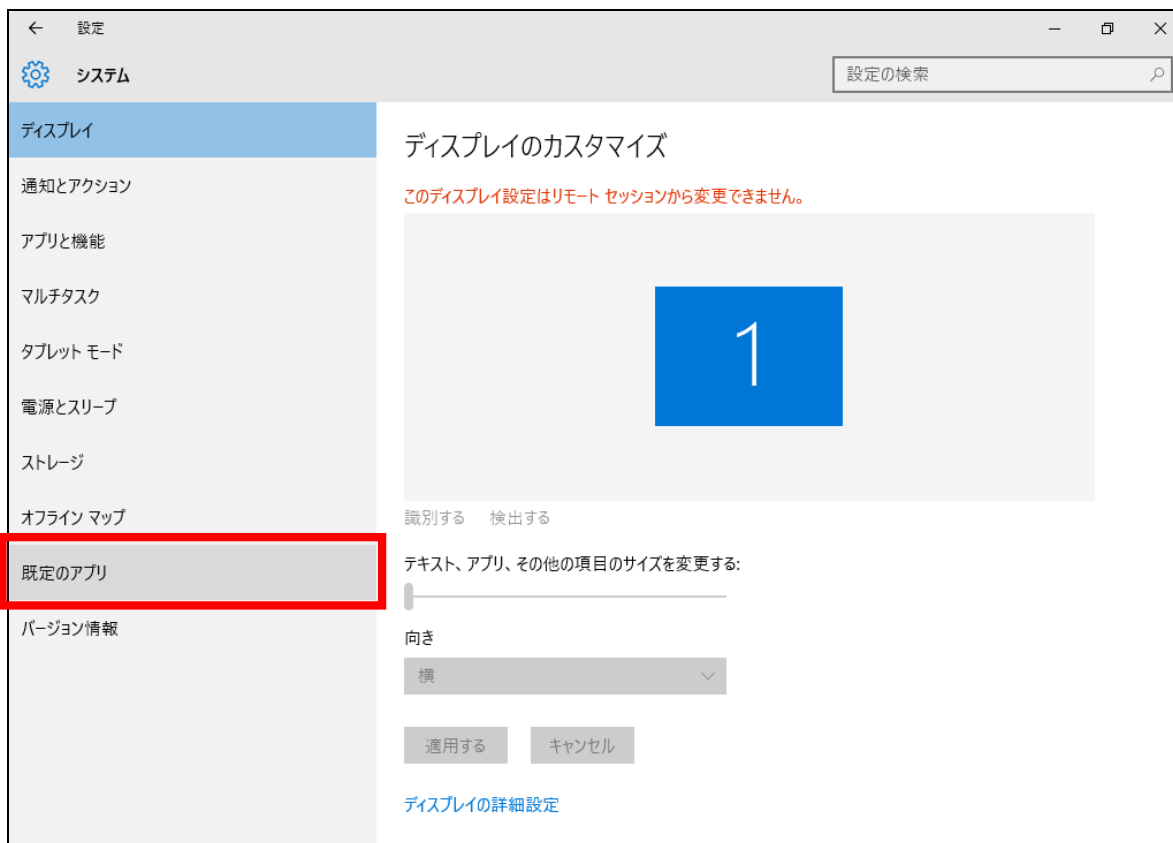 設定
システム
設定の検索
ディスプレイ
通知とアクション
アプリと機能
マルチタスク
タブレット モード
電源とスリープ
ストレージ
オフライン マップ
既定のアプリ
バージョン情報
ディスプレイのカスタマイズ
このディスプレイ設定はリモート セッションから変更できません。
1
識別する 検出する
テキスト、アプリ、その他の項目のサイズを変更する:
向き
横
適用する キャンセル
ディスプレイの詳細設定